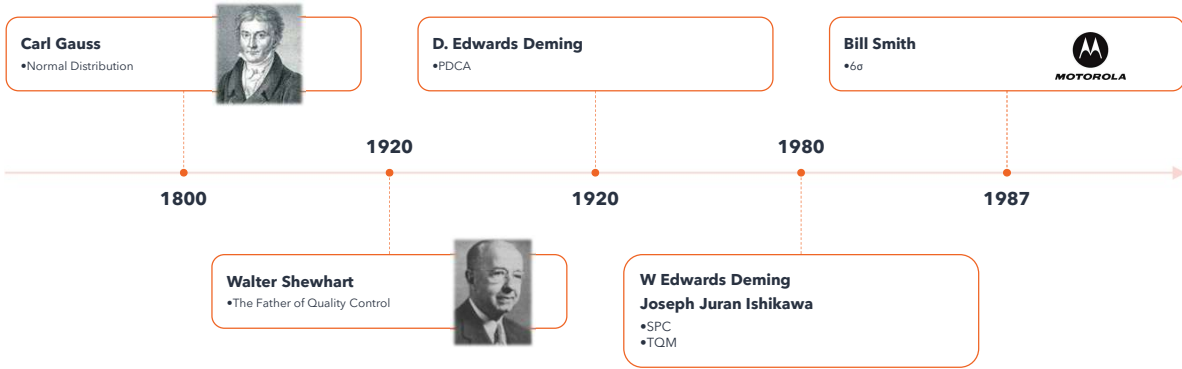 Carl Gauss
•Normal Distribution
D. Edwards Deming
•PDCA
Bill Smith
•6σ
MOTOROLA
1920
1980
1800
1920
1987
Walter Shewhart
•The Father of Quality Control
W Edwards Deming
Joseph Juran Ishikawa
•SPC
•TQM